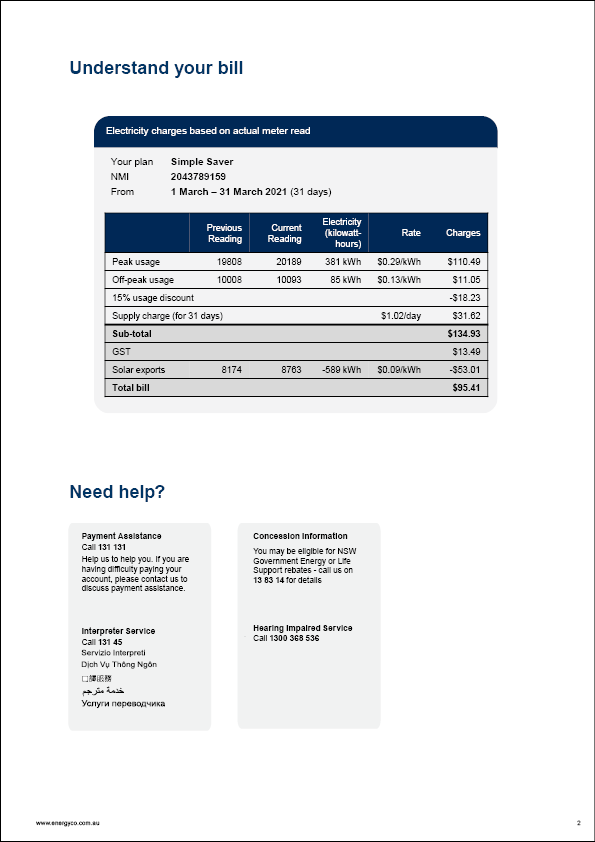 Understand your bill
Electricity charges based on actual meter read
Your plan Simple Saver
NMI 2043789159
From 1 March – 31 March 2021 (31 days)
Previous Reading Current Reading Electricity (kilowatt-hours) Rate Charges
Peak usage 19808 20189 381 kWh $0.29/kWh $110.49
Off-peak usage 10008 10093 85 kWh $0.13/kWh $11.05
15% usage discount -$18.23
Supply charge (for 31 days) $1.02/day $31.62
Sub-total $134.93
GST $13.49
Solar exports 8174 8763 -589 kWh $0.09/kWh -$53.01
Total bill $95.41
Need help?
Payment Assistance
Call 131 131
Help us to help you. If you are
having difficulty paying your
account, please contact us to
discuss payment assistance.
Interpreter Service
Call 131 45
Servizio Interpreti
Dịch Vụ Thông Ngôn
خدمة مترجم
Услуги переводчика
Concession Information
You may be eligible for NSW
Government Energy or Life
Support rebates - call us on
13 83 14 for details
Hearing Impaired Service
Call 1300 368 536
www.energyco.com.au
2